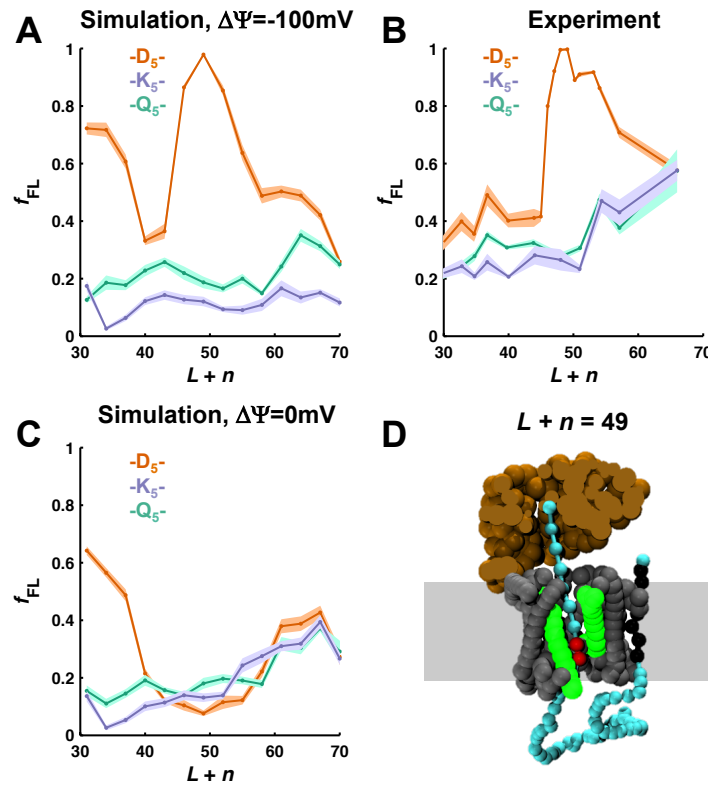 A
Simulation, ΔΨ=-100mV
-D5-
-K5-
-Q5-
1
0.8
0.6
0.4
0.2
0
fFL
30 40 50 60 70
L + n
B
Experiment
-D5-
-K5-
-Q5-
1
0.8
0.6
0.4
0.2
0
fFL
30 40 50 60 70
L + n
C
Simulation, ΔΨ=0mV
-D5-
-K5-
-Q5-
1
0.8
0.6
0.4
0.2
0
fFL
30 40 50 60 70
L + n
D
L + n = 49